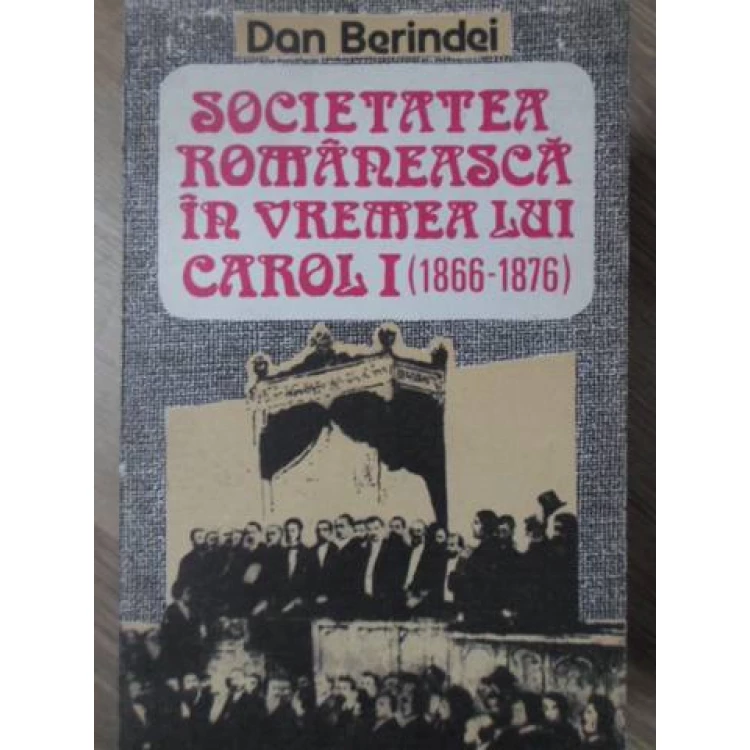 Dan Berindei
SOCIETATEA
ROMÂNEASCĂ
ÎN VREMEA LUI
CAROL I (1866-1876)